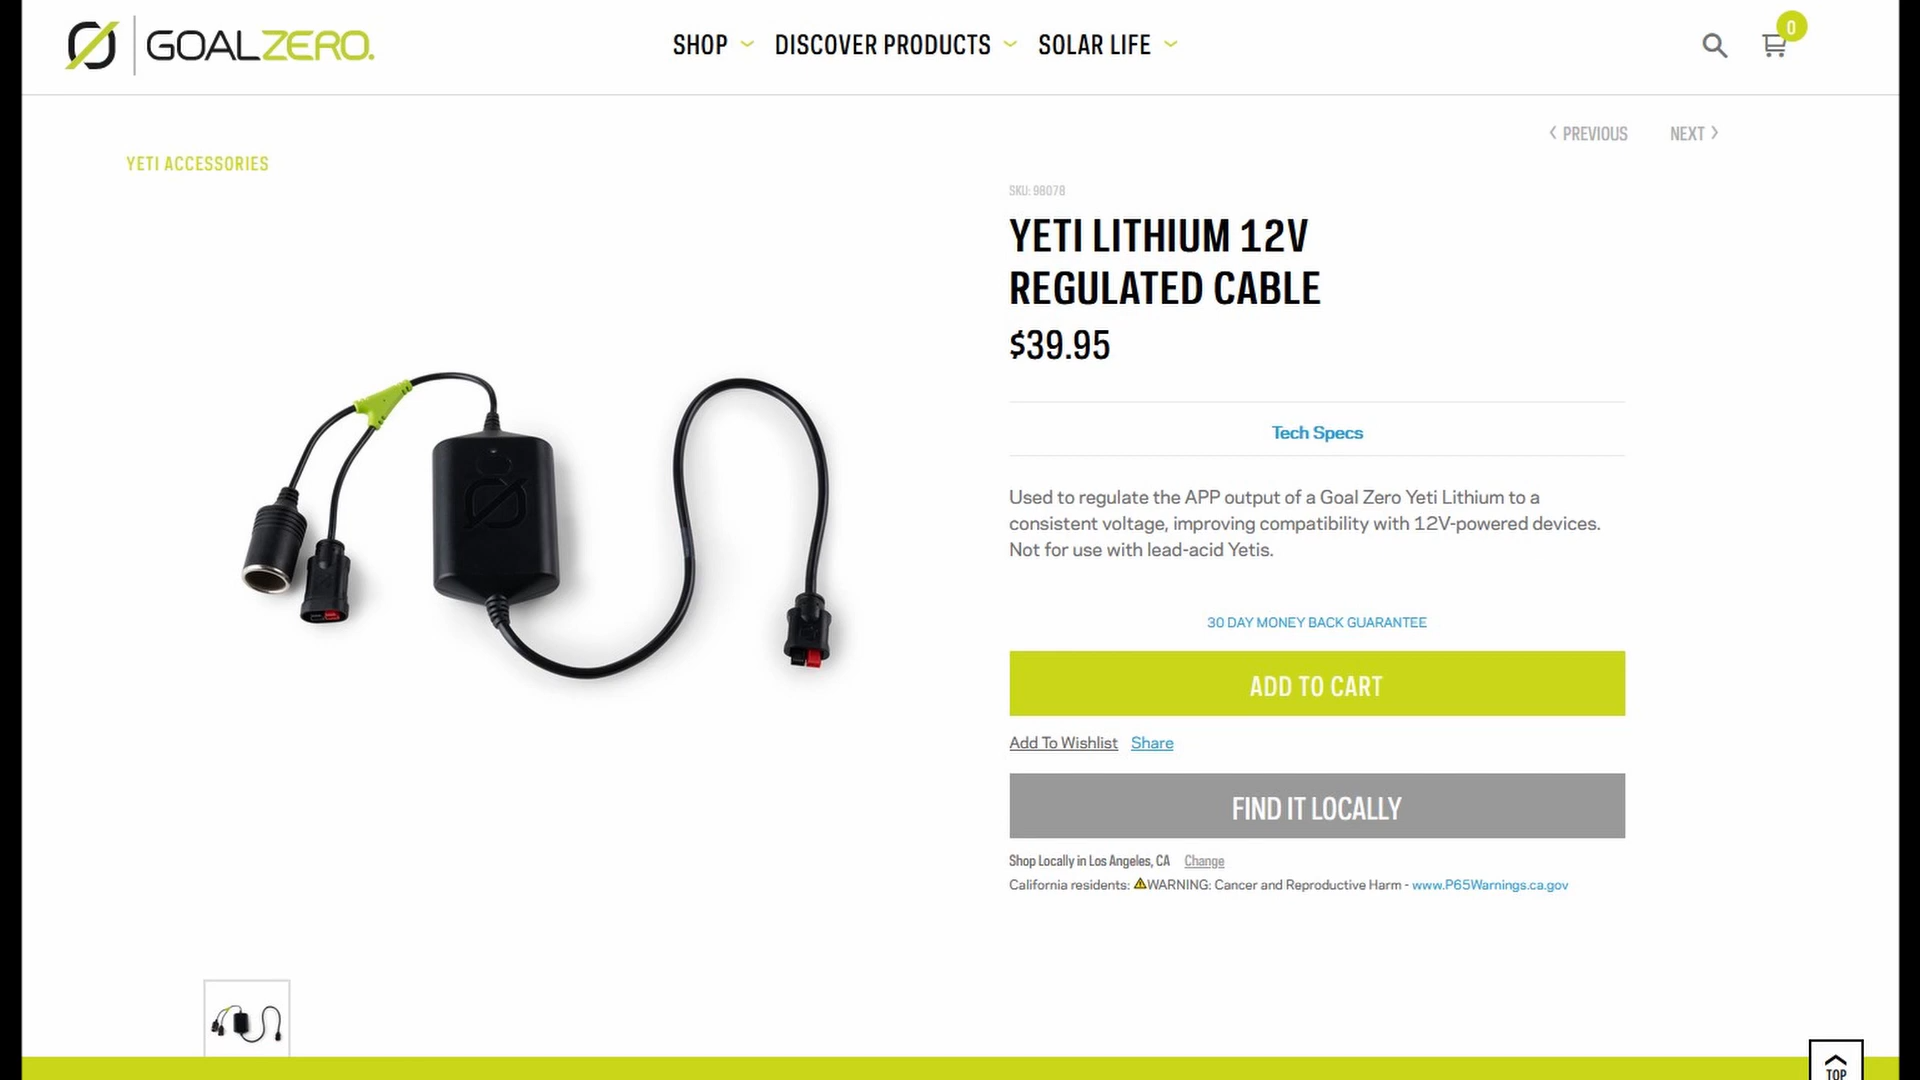 GOALZERO.
SHOP DISCOVER PRODUCTS SOLAR LIFE
0
PREVIOUS NEXT
YETI ACCESSORIES
SKU: 98078
YETI LITHIUM 12V
REGULATED CABLE
$39.95
Tech Specs
Used to regulate the APP output of a Goal Zero Yeti Lithium to a
consistent voltage, improving compatibility with 12V-powered devices.
Not for use with lead-acid Yetis.
30 DAY MONEY BACK GUARANTEE
ADD TO CART
Add To Wishlist Share
FIND IT LOCALLY
Shop Locally in Los Angeles, CA Change
California residents: ⚠WARNING: Cancer and Reproductive Harm - www.P65Warnings.ca.gov
TOP